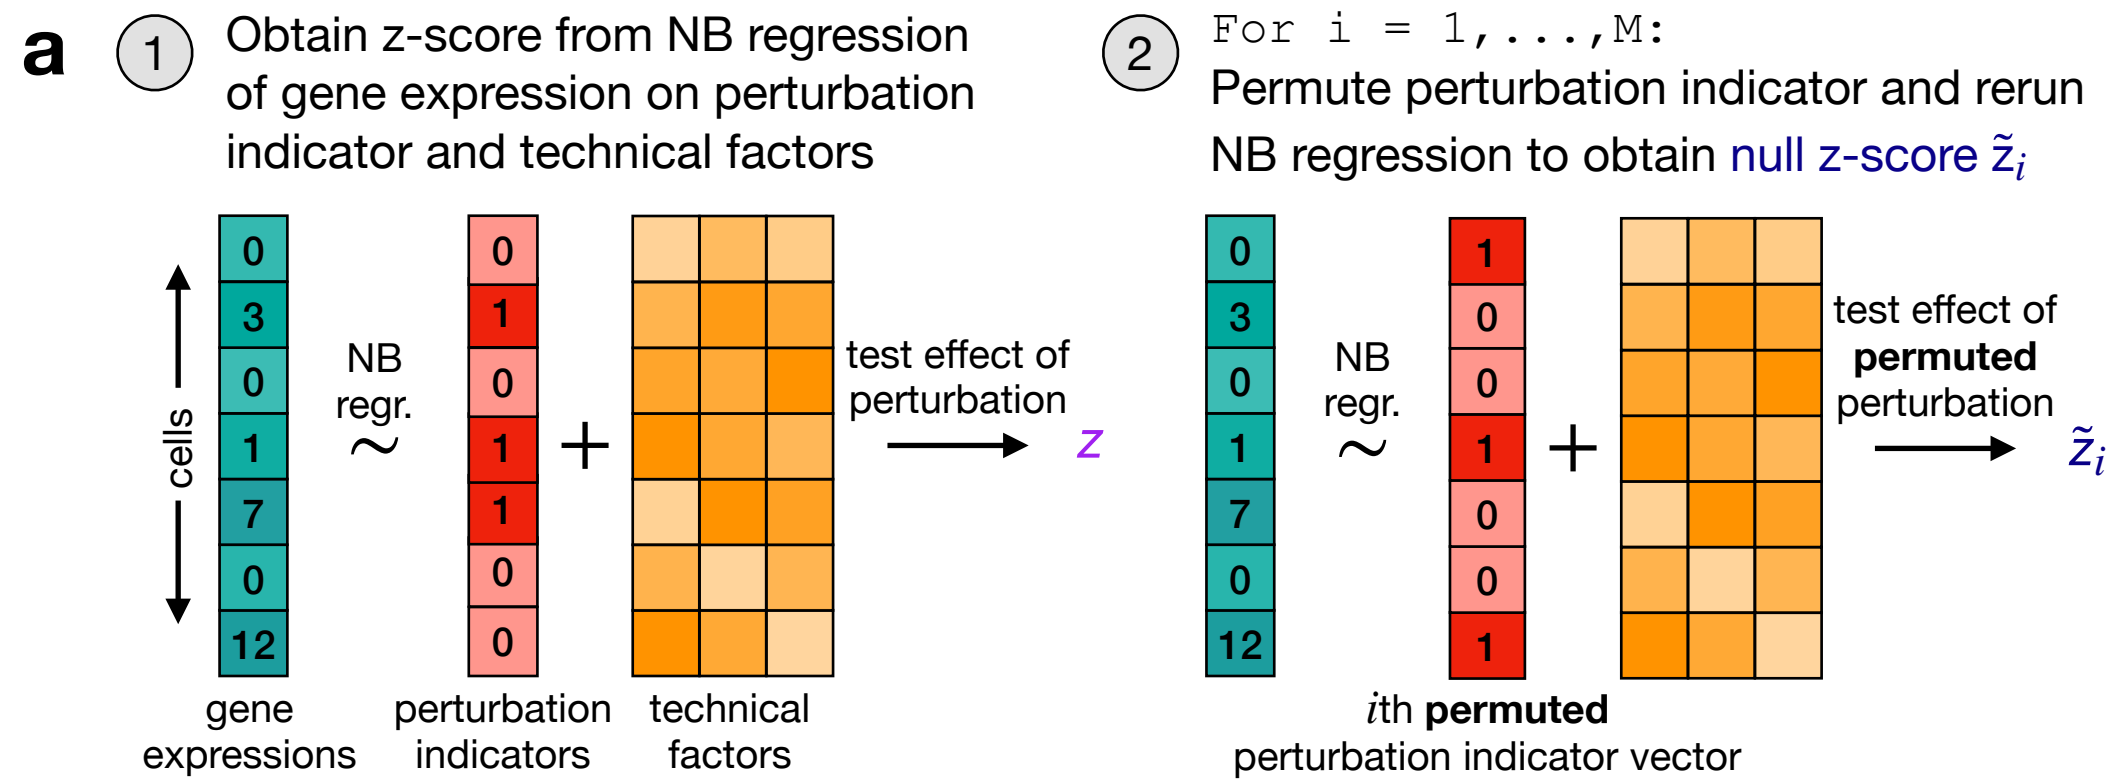 a
1
Obtain z-score from NB regression
of gene expression on perturbation
indicator and technical factors
0
3
0
1
7
0
12
cells
gene
expressions
NB
regr.
~
0
1
0
1
1
0
0
perturbation
indicators
+
technical
factors
test effect of
perturbation
z
2
For i = 1,...,M:
Permute perturbation indicator and rerun
NB regression to obtain null z-score z̃ᵢ
0
3
0
1
7
0
12
NB
regr.
~
1
0
0
1
0
0
1
ith permuted
perturbation indicator vector
+
test effect of
permuted
perturbation
z̃ᵢ